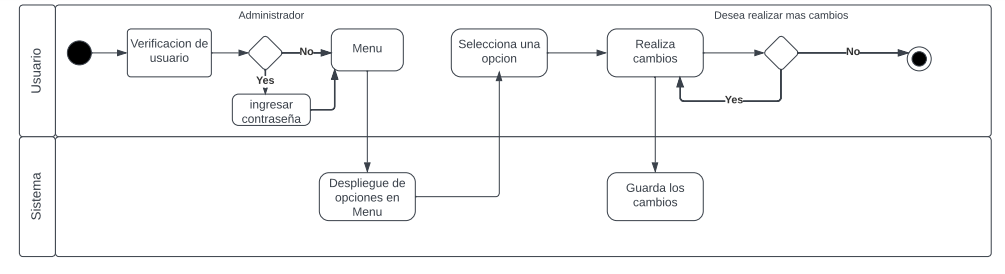 Usuario
Administrador
Desea realizar mas cambios
Verificacion de
usuario
No
Yes
Menu
ingresar
contraseña
Selecciona una
opcion
Realiza
cambios
No
Yes
Sistema
Despliegue de
opciones en
Menu
Guarda los
cambios